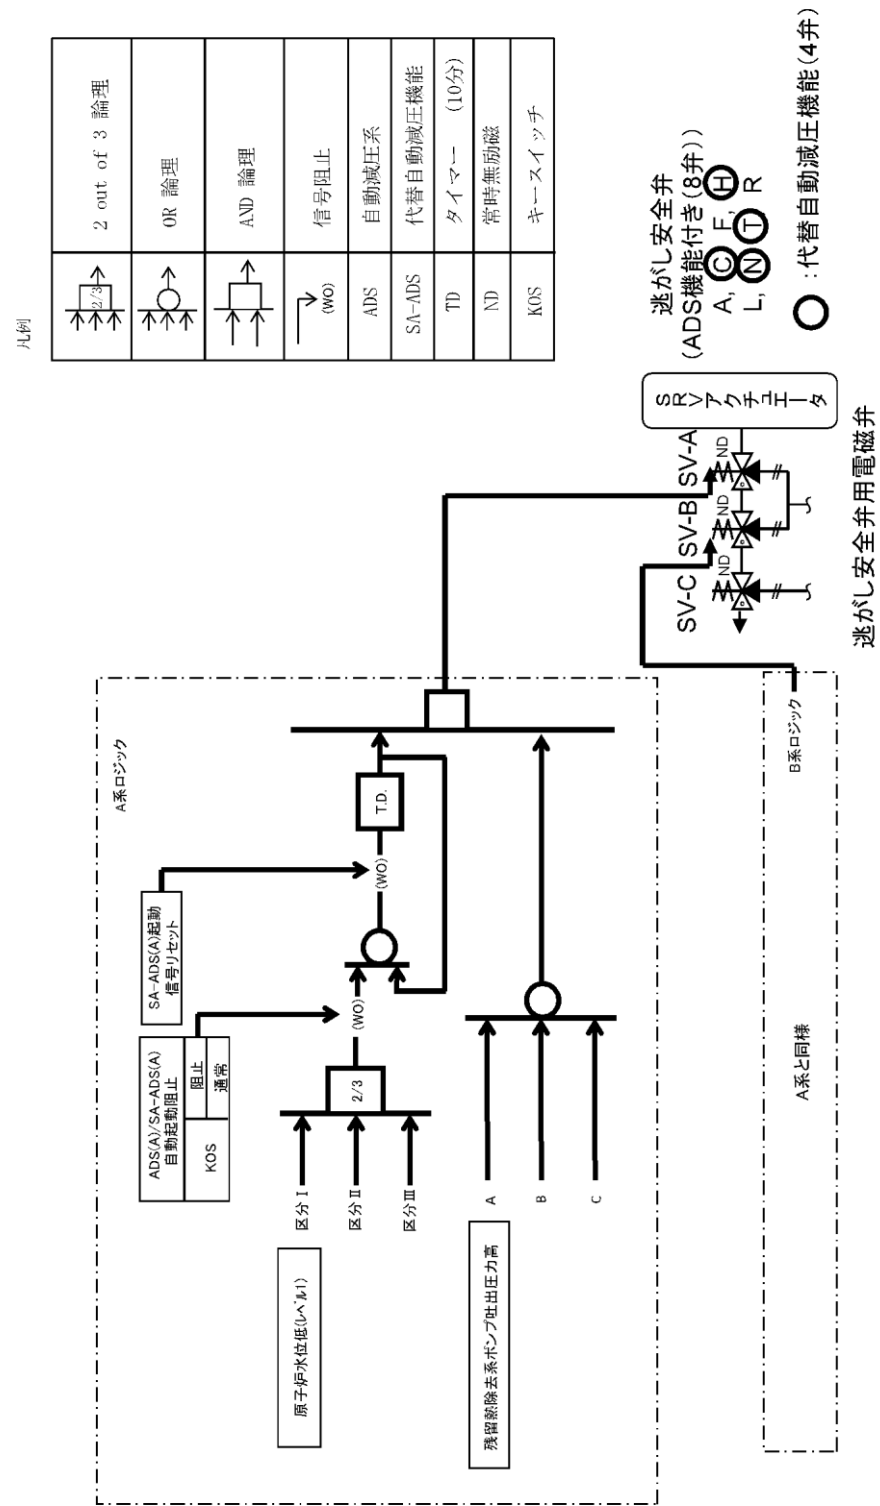 凡例
2/3
2 out of 3 論理
OR 論理
AND 論理
(WO)
信号阻止
ADS
自動減圧系
SA-ADS
代替自動減圧機能
TD
タイマー (10分)
ND
常時無励磁
KOS
キースイッチ
A系ロジック
ADS(A)/SA-ADS(A)
自動起動阻止
KOS
阻止
通常
SA-ADS(A)起動
信号リセット
原子炉水位低(レベル1)
区分Ⅰ
区分Ⅱ
区分Ⅲ
2/3
(WO)
(WO)
T.D.
残留熱除去系ポンプ吐出圧力高
A
B
C
B系ロジック
A系と同様
SV-C
SV-B
SV-A
ND
ND
ND
SRVアクチュエータ
逃がし安全弁用電磁弁
逃がし安全弁
(ADS機能付き(8弁))
A, C F, H
L, N T, R
:代替自動減圧機能(4弁)